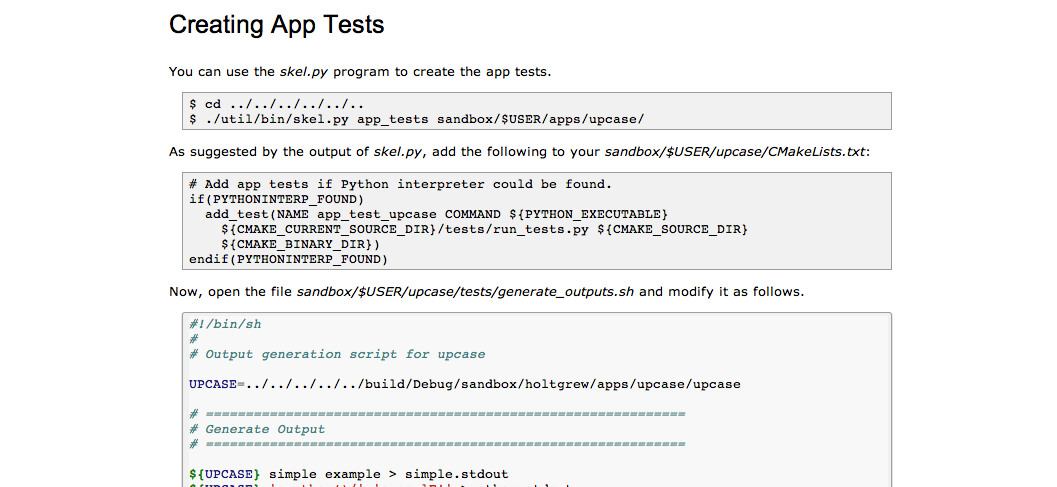 Creating App Tests
You can use the skel.py program to create the app tests.
$ cd ../../../../../..
$ ./util/bin/skel.py app_tests sandbox/$USER/apps/upcase/
As suggested by the output of skel.py, add the following to your sandbox/$USER/upcase/CMakeLists.txt:
# Add app tests if Python interpreter could be found.
if(PYTHONINTERP_FOUND)
  add_test(NAME app_test_upcase COMMAND ${PYTHON_EXECUTABLE}
    ${CMAKE_CURRENT_SOURCE_DIR}/tests/run_tests.py ${CMAKE_SOURCE_DIR}
    ${CMAKE_BINARY_DIR})
endif(PYTHONINTERP_FOUND)
Now, open the file sandbox/$USER/upcase/tests/generate_outputs.sh and modify it as follows.
#!/bin/sh
#
# Output generation script for upcase
UPCASE=../../../../../build/Debug/sandbox/holtgrew/apps/upcase/upcase
# ============================================================
# Generate Output
# ============================================================
${UPCASE} simple example > simple.stdout